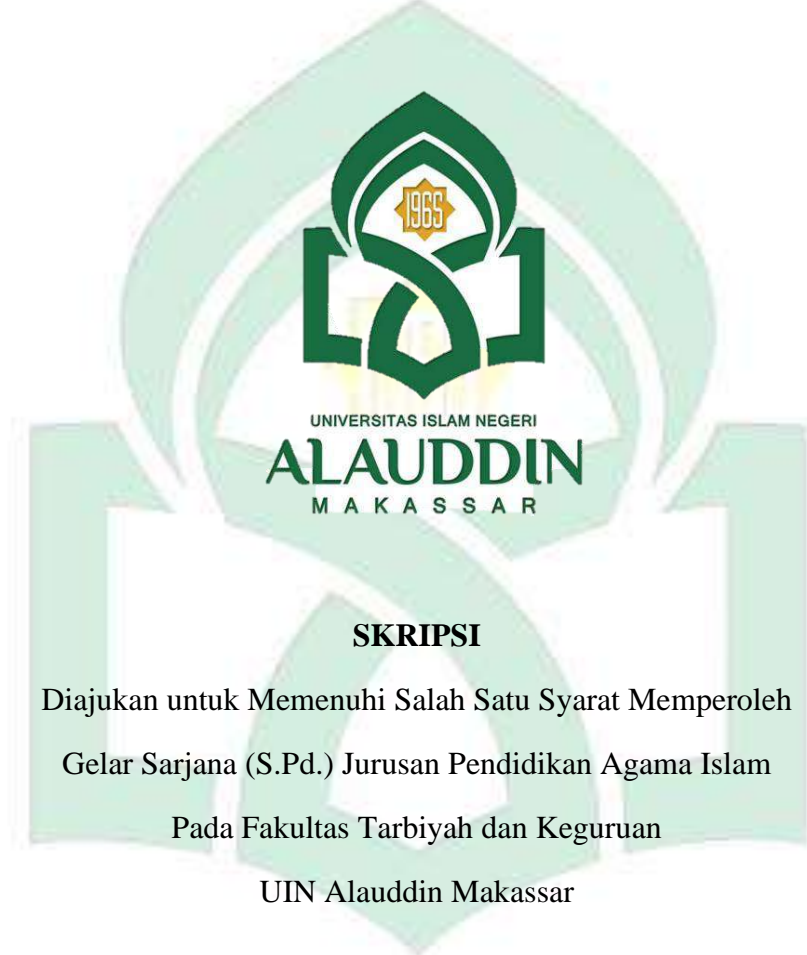 1965
UNIVERSITAS ISLAM NEGERI
ALAUDDIN
MAKASSAR
SKRIPSI
Diajukan untuk Memenuhi Salah Satu Syarat Memperoleh
Gelar Sarjana (S.Pd.) Jurusan Pendidikan Agama Islam
Pada Fakultas Tarbiyah dan Keguruan
UIN Alauddin Makassar